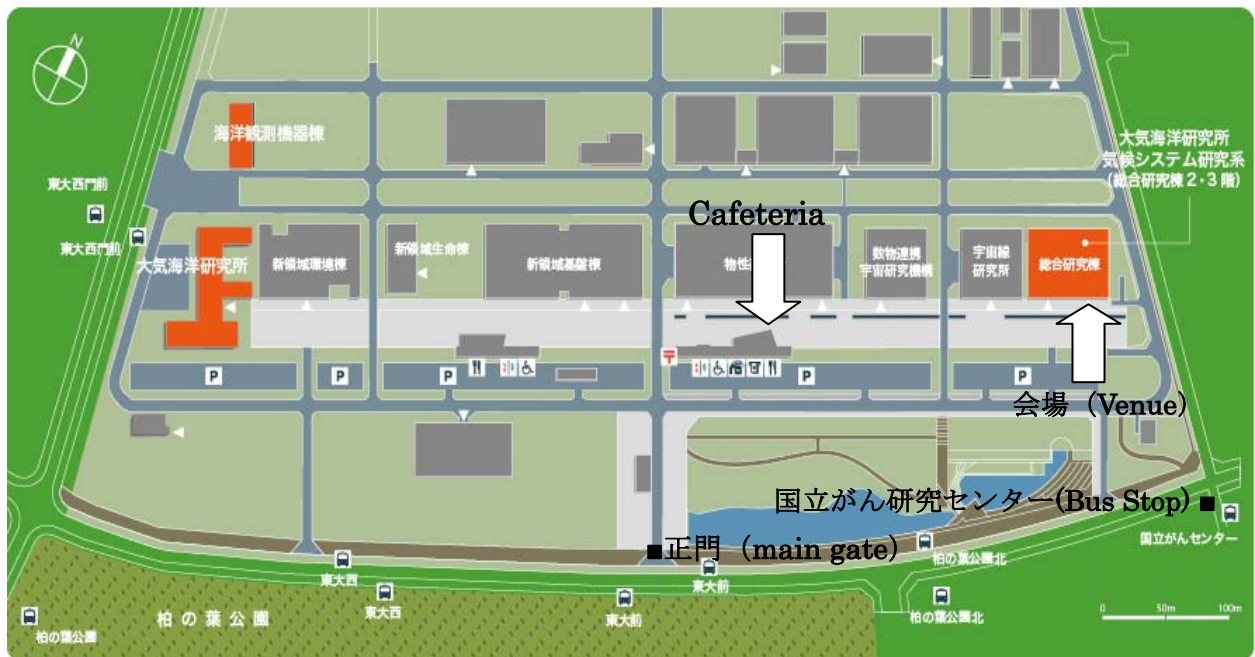 N
海洋観測機器棟
大気海洋研究所
気候システム研究系
(総合研究棟2・3階)
東大西門前
東大西門前
Cafeteria
大気海洋研究所
新領域環境棟
新領域生命棟
新領域基盤棟
物性
数物連携
宇宙研究機構
宇宙線
研究所
総合研究棟
〒
P
P
P
P
P
会場（Venue）
国立がん研究センター(Bus Stop) ■
国立がんセンター
■正門（main gate）
柏の葉公園北
東大西
東大前
東大西
東大前
柏の葉公園北
柏の葉公園
柏の葉公園
0 50m 100m